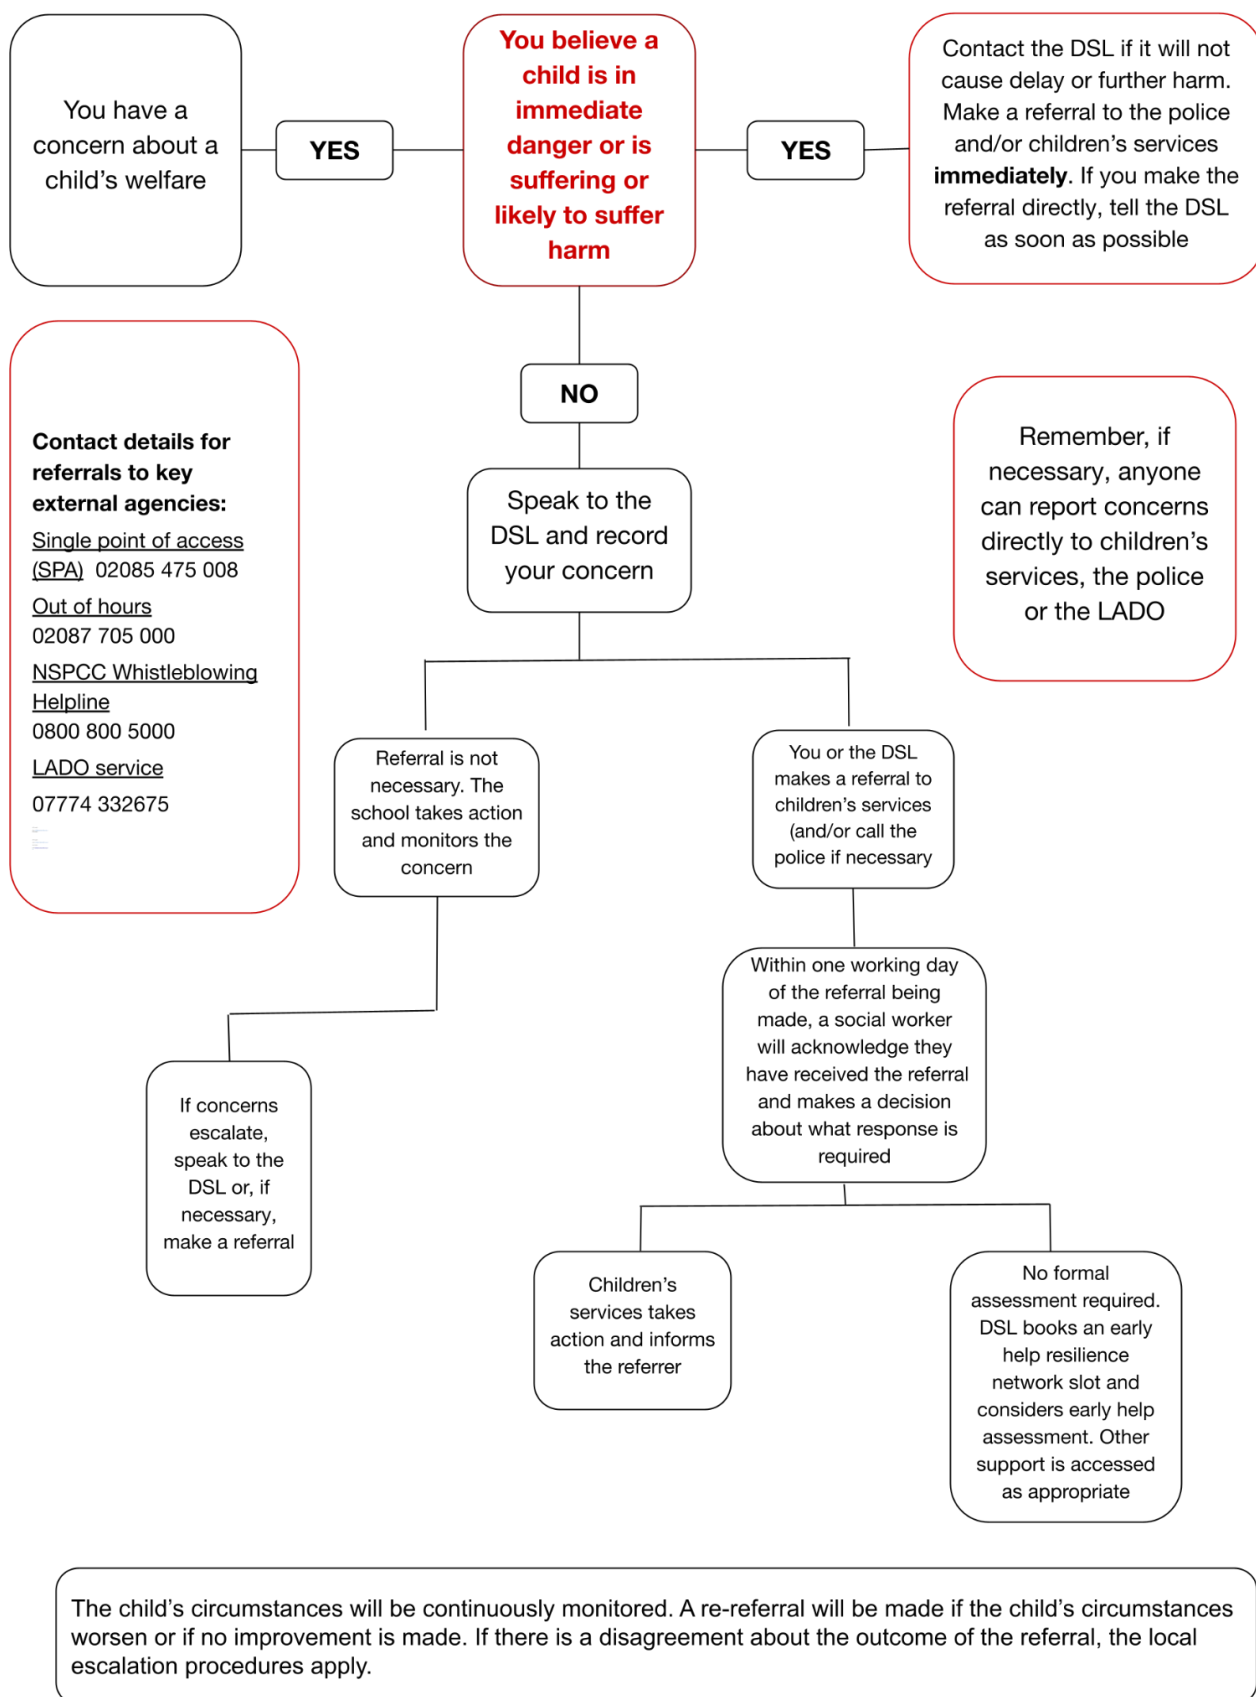 You have a
concern about a
child's welfare
YES
You believe a
child is in
immediate
danger or is
suffering or
likely to suffer
harm
YES
Contact the DSL if it will not
cause delay or further harm.
Make a referral to the police
and/or children's services
immediately. If you make the
referral directly, tell the DSL
as soon as possible
NO
Contact details for
referrals to key
external agencies:
Single point of access
(SPA) 02085 475 008
Out of hours
02087 705 000
NSPCC Whistleblowing
Helpline
0800 800 5000
LADO service
07774 332675
Speak to the
DSL and record
your concern
Remember, if
necessary, anyone
can report concerns
directly to children's
services, the police
or the LADO
Referral is not
necessary. The
school takes action
and monitors the
concern
You or the DSL
makes a referral to
children's services
(and/or call the
police if necessary
Within one working day
of the referral being
made, a social worker
will acknowledge they
have received the referral
and makes a decision
about what response is
required
If concerns
escalate,
speak to the
DSL or, if
necessary,
make a referral
Children's
services takes
action and informs
the referrer
No formal
assessment required.
DSL books an early
help resilience
network slot and
considers early help
assessment. Other
support is accessed
as appropriate
The child's circumstances will be continuously monitored. A re-referral will be made if the child's circumstances
worsen or if no improvement is made. If there is a disagreement about the outcome of the referral, the local
escalation procedures apply.